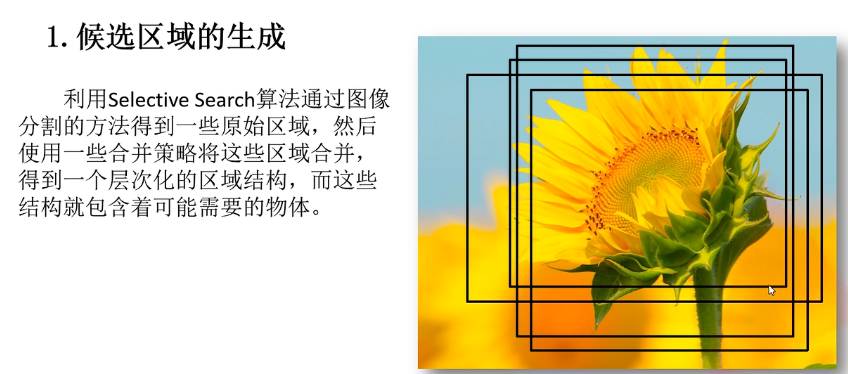 1. 候选区域的生成
利用Selective Search算法通过图像
分割的方法得到一些原始区域，然后
使用一些合并策略将这些区域合并，
得到一个层次化的区域结构，而这些
结构就包含着可能需要的物体。